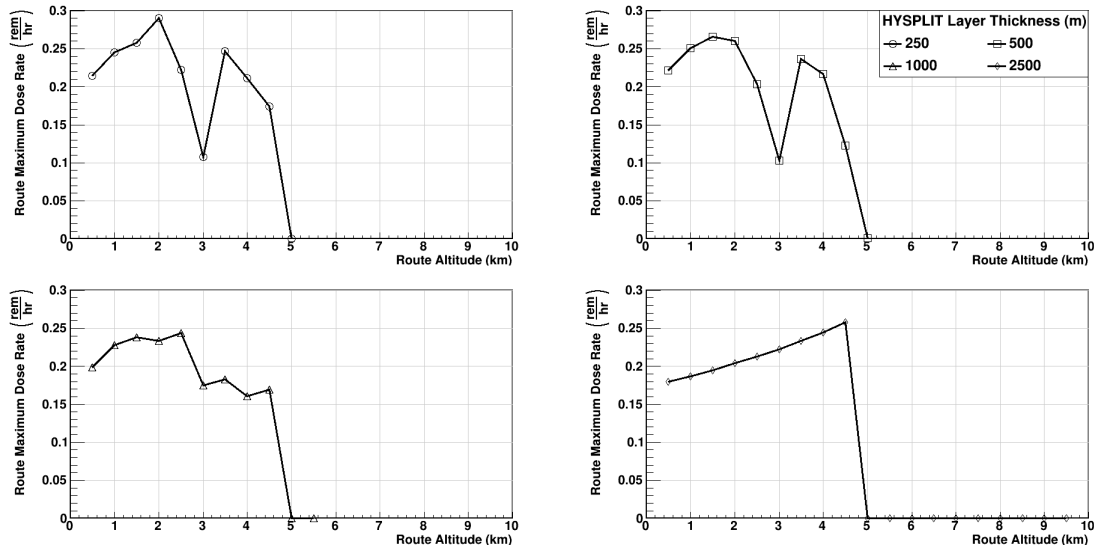 Route Maximum Dose Rate (rem/hr)
0.3
0.25
0.2
0.15
0.1
0.05
0
0 1 2 3 4 5 6 7 8 9 10
Route Altitude (km)
Route Maximum Dose Rate (rem/hr)
0.3
0.25
0.2
0.15
0.1
0.05
0
HYSPLIT Layer Thickness (m)
250 500
1000 2500
0 1 2 3 4 5 6 7 8 9 10
Route Altitude (km)
Route Maximum Dose Rate (rem/hr)
0.3
0.25
0.2
0.15
0.1
0.05
0
0 1 2 3 4 5 6 7 8 9 10
Route Altitude (km)
Route Maximum Dose Rate (rem/hr)
0.3
0.25
0.2
0.15
0.1
0.05
0
0 1 2 3 4 5 6 7 8 9 10
Route Altitude (km)